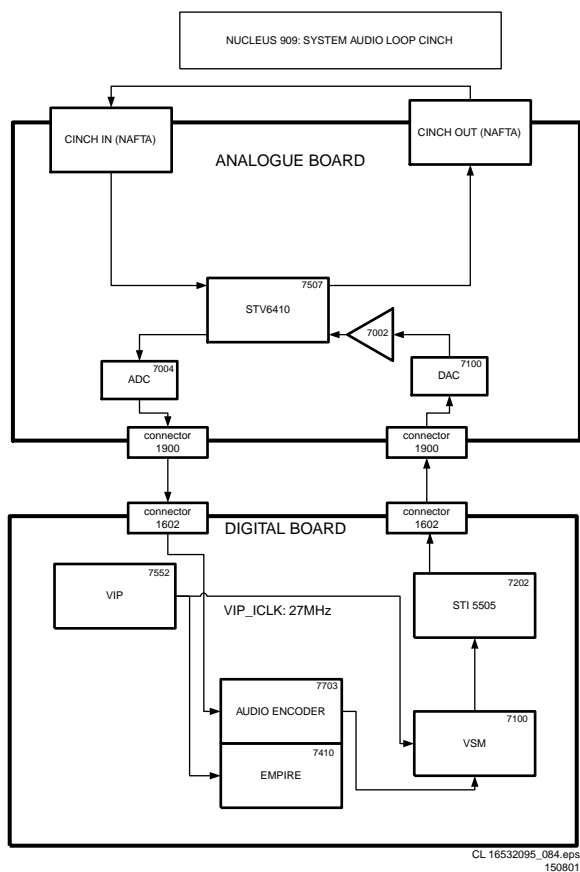 NUCLEUS 909: SYSTEM AUDIO LOOP CINCH
CINCH IN (NAFTA)
CINCH OUT (NAFTA)
ANALOGUE BOARD
7507
STV6410
7002
7004
ADC
7100
DAC
connector
1900
connector
1900
connector
1602
connector
1602
DIGITAL BOARD
7552
VIP
VIP_ICLK: 27MHz
7202
STI 5505
7703
AUDIO ENCODER
7410
EMPIRE
7100
VSM
CL 16532095_084.eps
150801